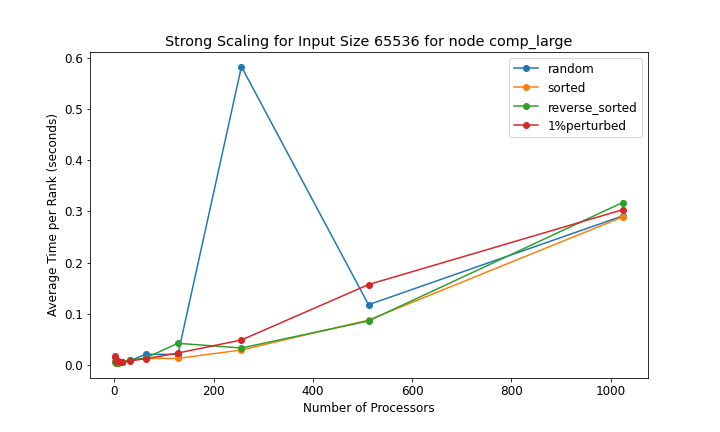 Strong Scaling for Input Size 65536 for node comp_large
random
sorted
reverse_sorted
1%perturbed
Average Time per Rank (seconds)
0.6
0.5
0.4
0.3
0.2
0.1
0.0
0 200 400 600 800 1000
Number of Processors